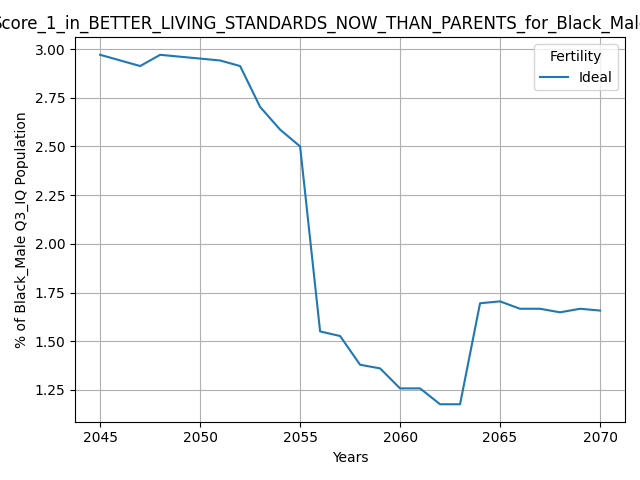 Score_1_in_BETTER_LIVING_STANDARDS_NOW_THAN_PARENTS_for_Black_Male
3.00
2.75
2.50
2.25
2.00
1.75
1.50
1.25
% of Black_Male Q3_IQ Population
Fertility
Ideal
2045 2050 2055 2060 2065 2070
Years